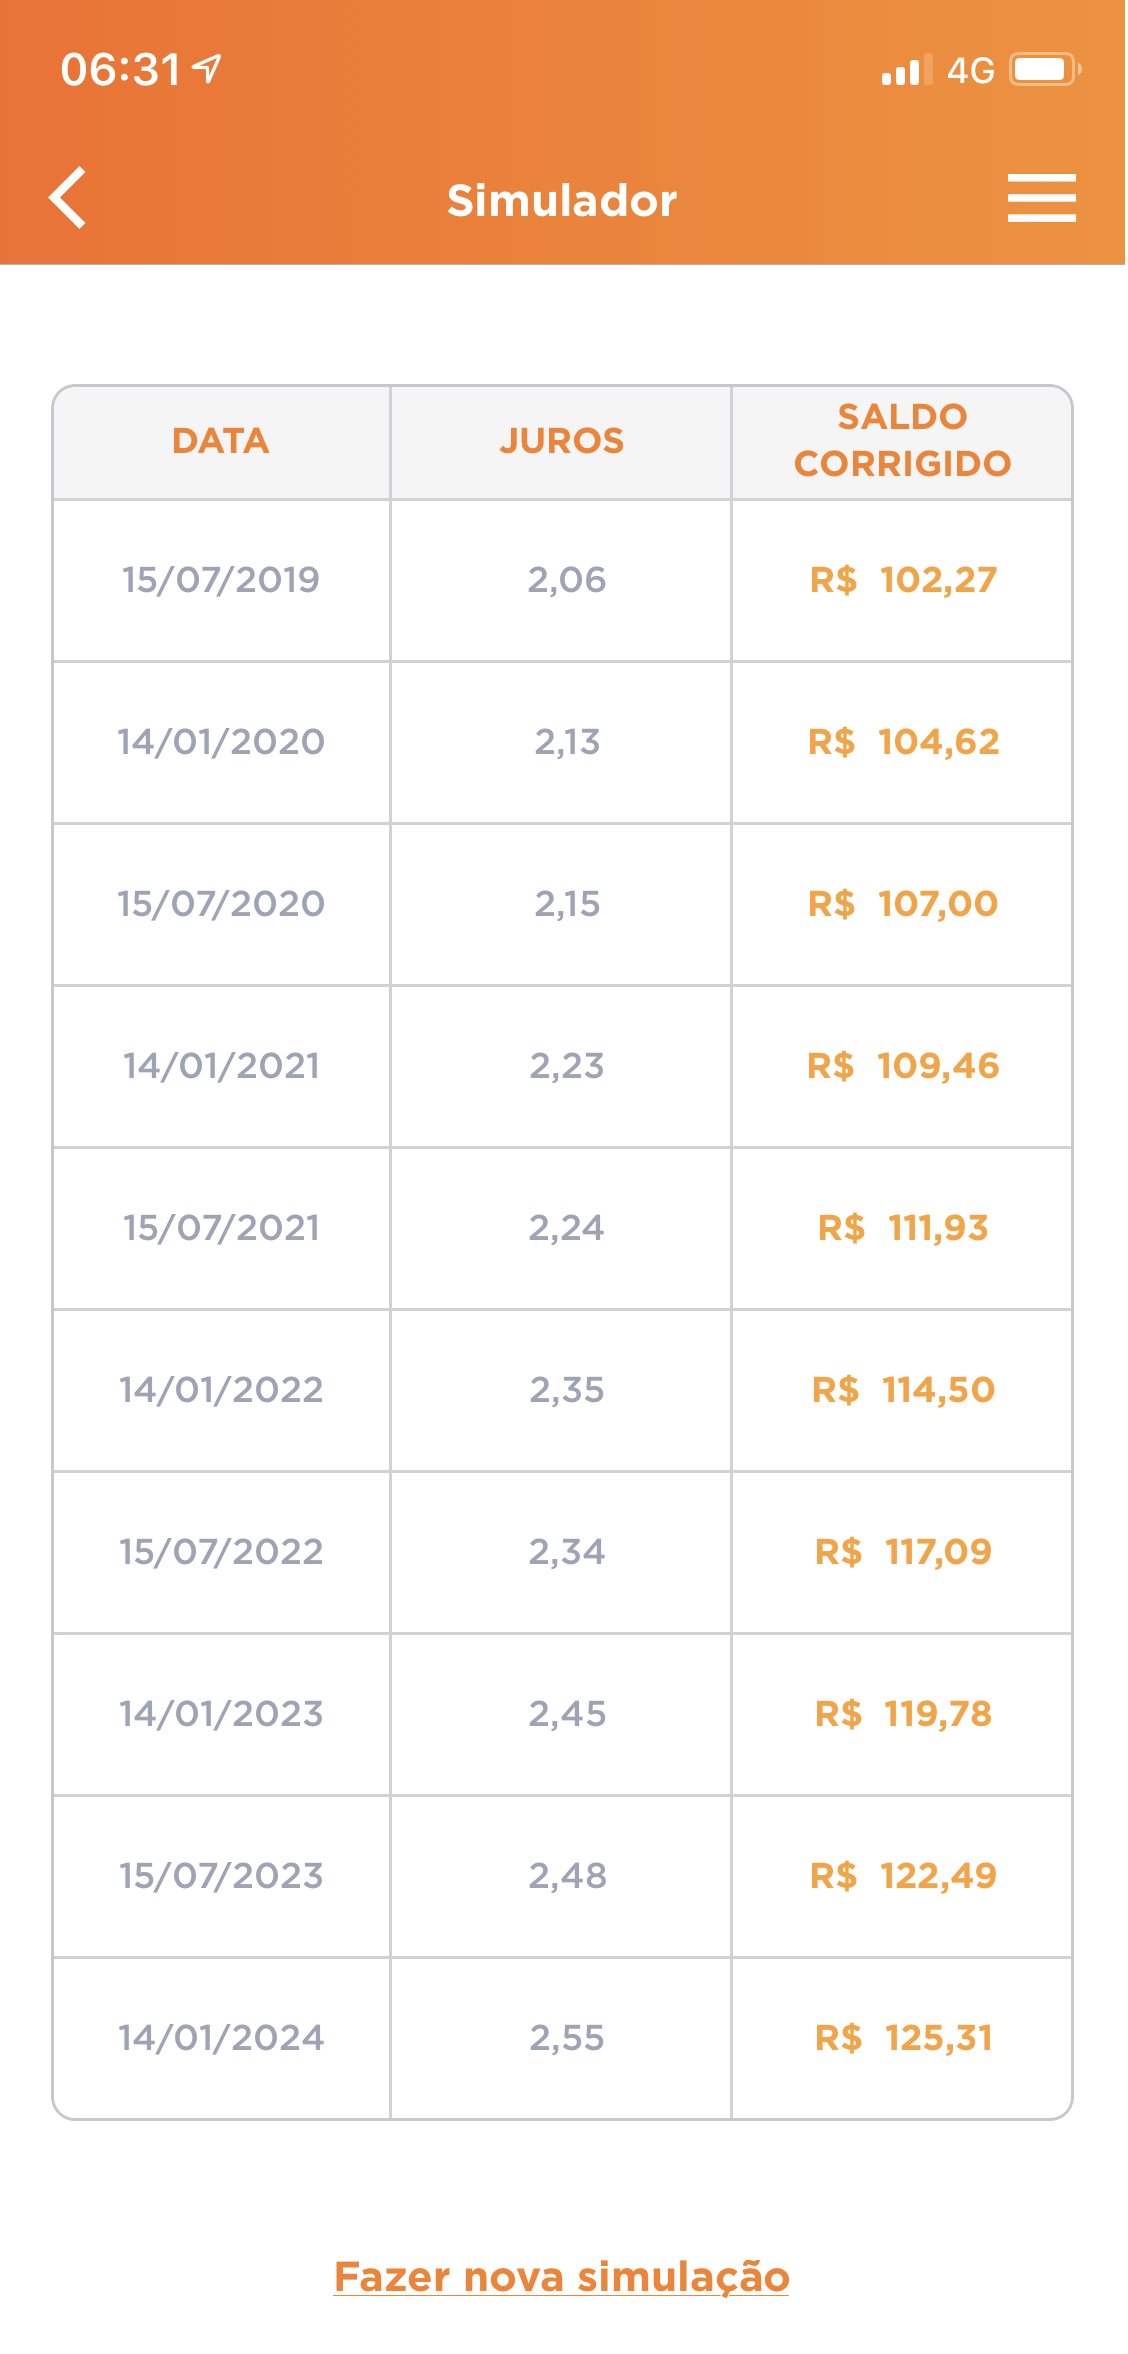 06:31 4G
Simulador
DATA JUROS SALDO CORRIGIDO
15/07/2019 2,06 R$ 102,27
14/01/2020 2,13 R$ 104,62
15/07/2020 2,15 R$ 107,00
14/01/2021 2,23 R$ 109,46
15/07/2021 2,24 R$ 111,93
14/01/2022 2,35 R$ 114,50
15/07/2022 2,34 R$ 117,09
14/01/2023 2,45 R$ 119,78
15/07/2023 2,48 R$ 122,49
14/01/2024 2,55 R$ 125,31
Fazer nova simulação